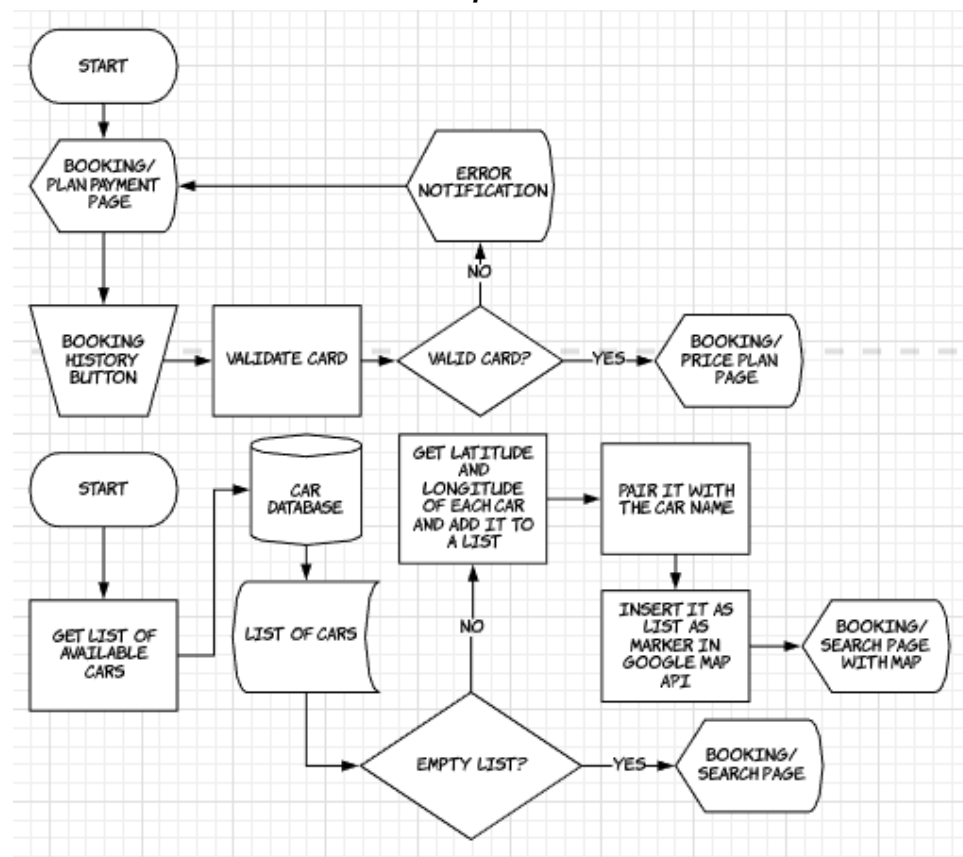 START
BOOKING/
PLAN PAYMENT
PAGE
ERROR
NOTIFICATION
NO
BOOKING
HISTORY
BUTTON
VALIDATE CARD
VALID CARD?
YES
BOOKING/
PRICE PLAN
PAGE
START
CAR
DATABASE
GET LATITUDE
AND
LONGITUDE
OF EACH CAR
AND ADD IT TO
A LIST
PAIR IT WITH
THE CAR NAME
GET LIST OF
AVAILABLE
CARS
LIST OF CARS
NO
INSERT IT AS
LIST AS
MARKER IN
GOOGLE MAP
API
BOOKING/
SEARCH PAGE
WITH MAP
EMPTY LIST?
YES
BOOKING/
SEARCH PAGE